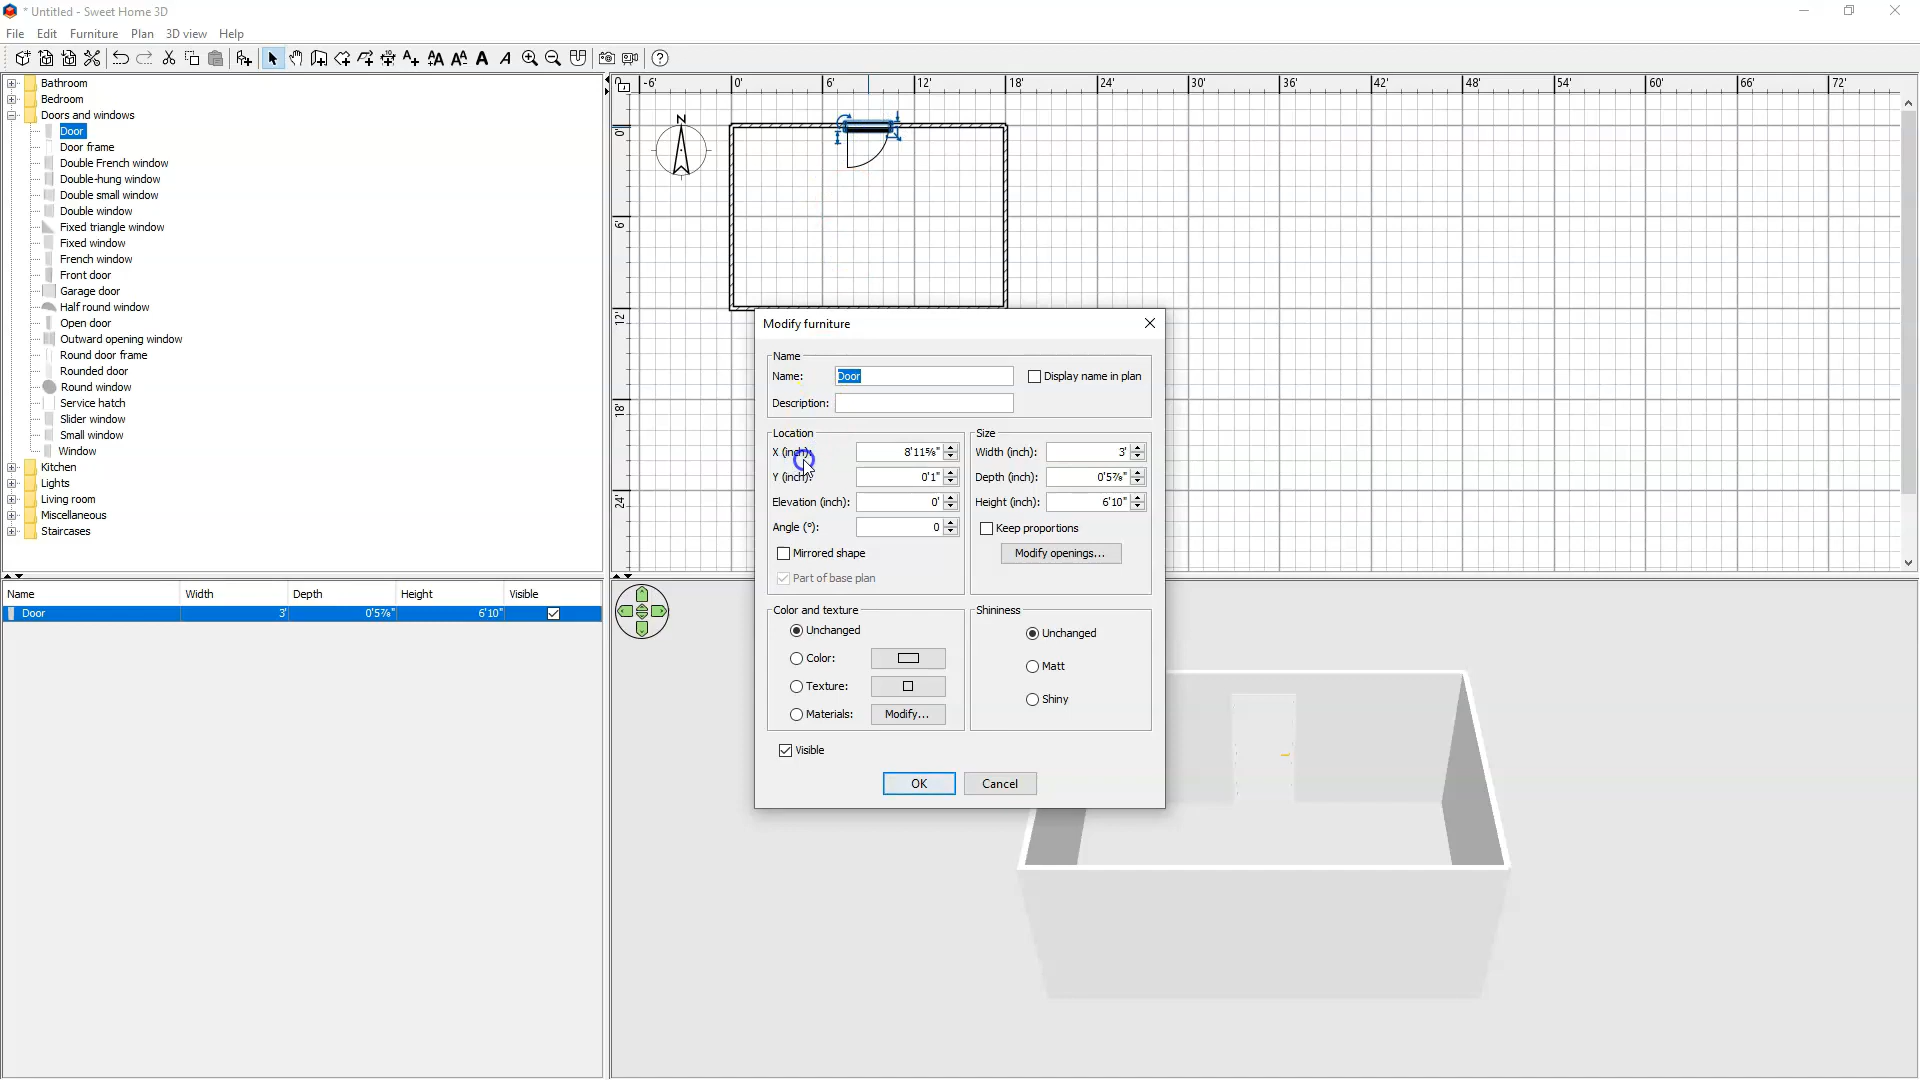 * Untitled - Sweet Home 3D
File Edit Furniture Plan 3D view Help
Bathroom
Bedroom
Doors and windows
Door
Door frame
Double French window
Double-hung window
Double small window
Double window
Fixed triangle window
Fixed window
French window
Front door
Garage door
Half round window
Open door
Outward opening window
Round door frame
Rounded door
Round window
Service hatch
Slider window
Small window
Window
Kitchen
Lights
Living room
Miscellaneous
Staircases
-6' 0' 6' 12' 18' 24' 30' 36' 42' 48' 54' 60' 66' 72'
0'
6'
12'
18'
24'
N
Modify furniture
Name
Name: Door Display name in plan
Description:
Location
X (inch): 8'11⅝"
Y (inch): 0'1"
Elevation (inch): 0'
Angle (°): 0
Mirrored shape
Part of base plan
Size
Width (inch): 3'
Depth (inch): 0'5⅞"
Height (inch): 6'10"
Keep proportions
Modify openings...
Color and texture
Unchanged
Color:
Texture:
Materials: Modify...
Shininess
Unchanged
Matt
Shiny
Visible
OK Cancel
Name Width Depth Height Visible
Door 3' 0'5⅞" 6'10"